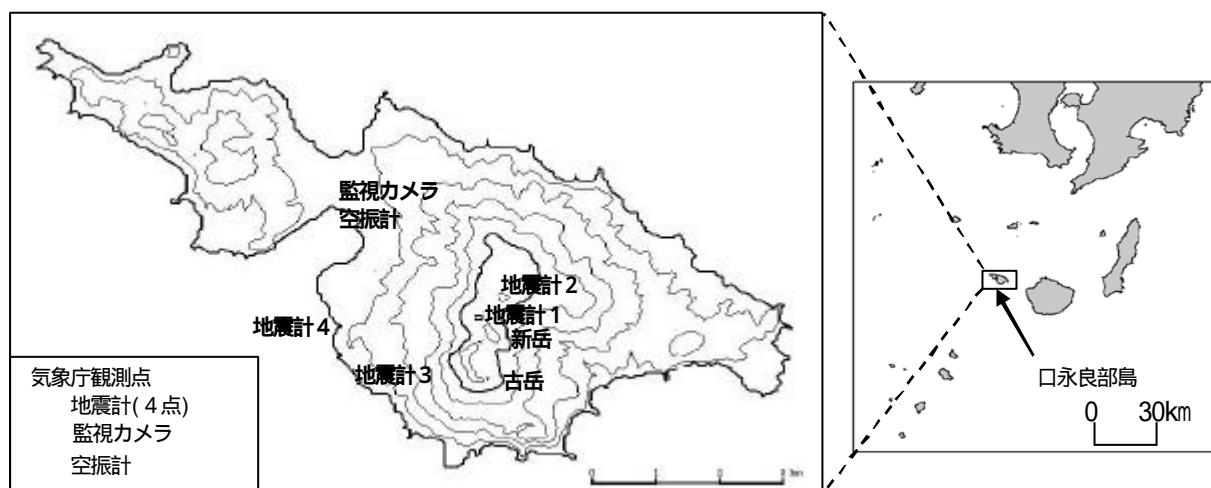 監視カメラ
空振計
地震計２
地震計１
新岳
地震計４
地震計３
古岳
気象庁観測点
地震計(４点)
監視カメラ
空振計
口永良部島
0 30km